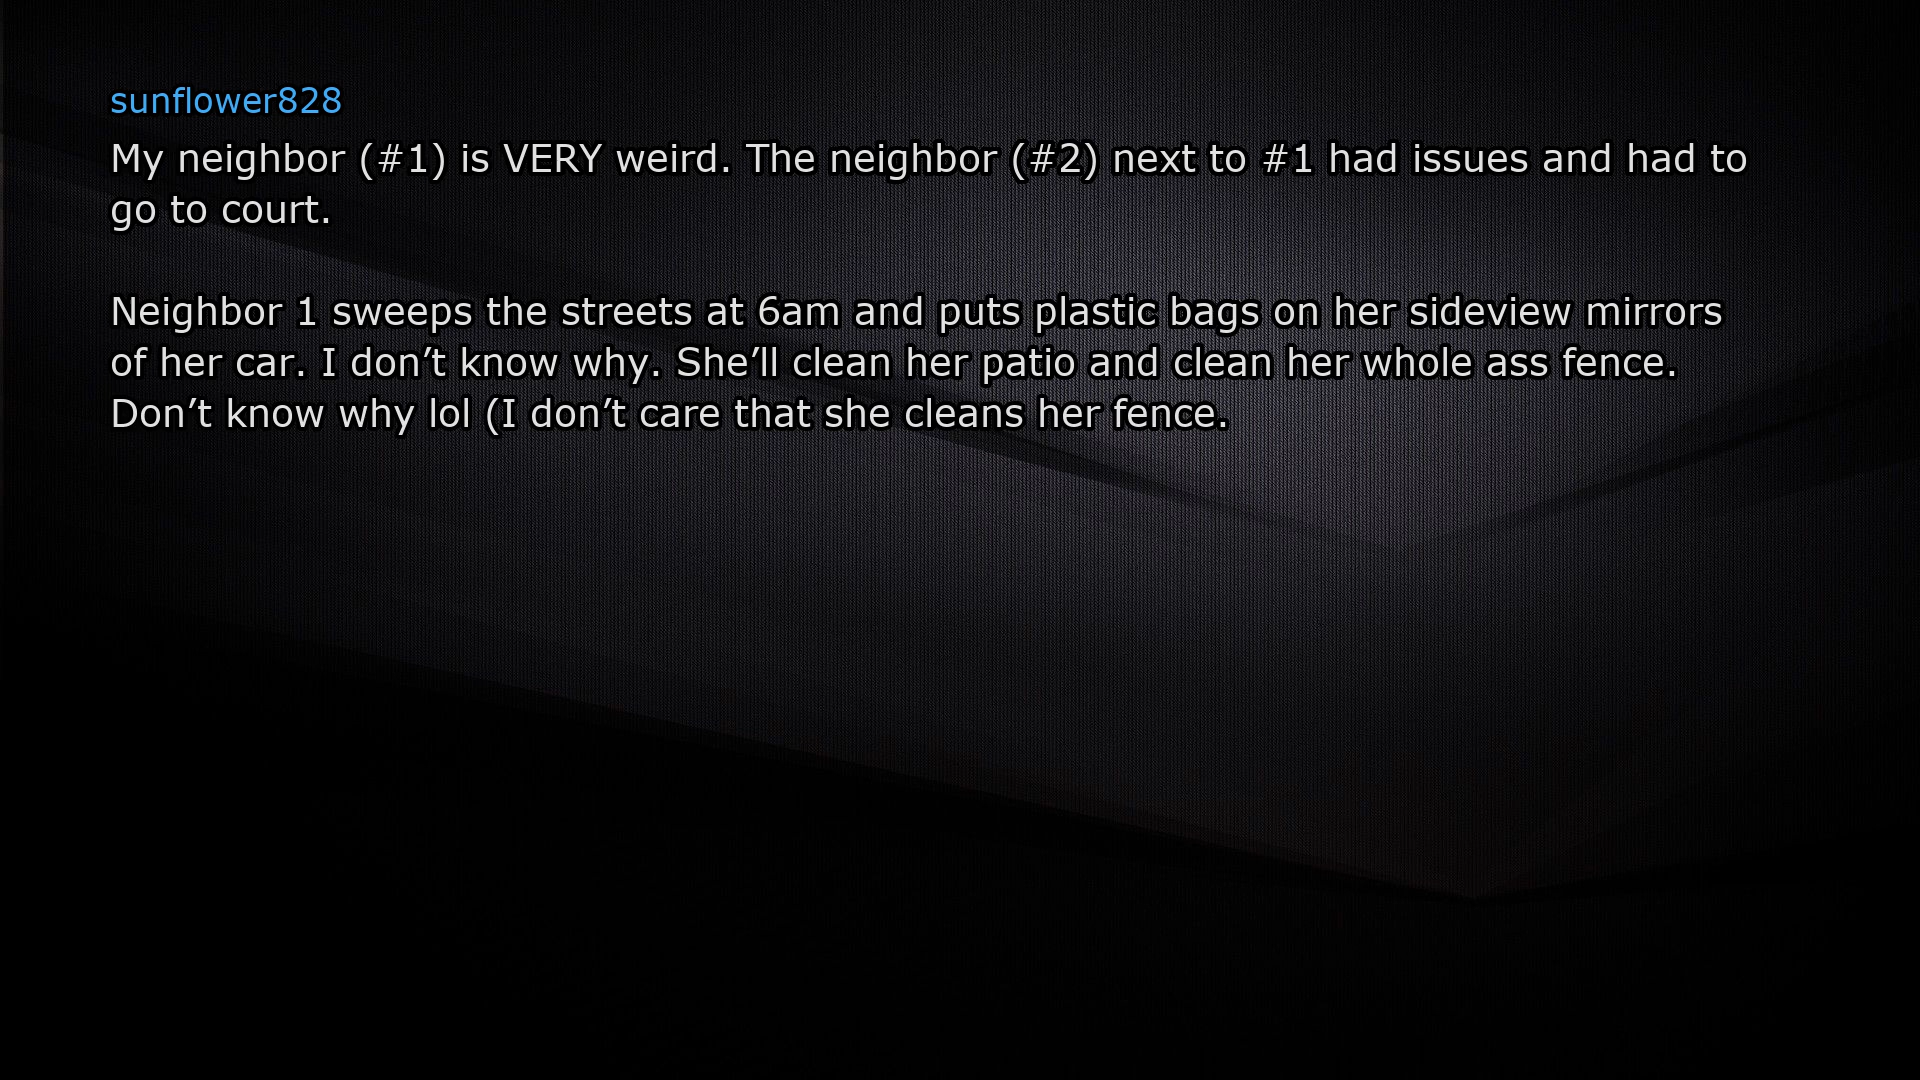 sunflower828
My neighbor (#1) is VERY weird. The neighbor (#2) next to #1 had issues and had to
go to court.
Neighbor 1 sweeps the streets at 6am and puts plastic bags on her sideview mirrors
of her car. I don’t know why. She’ll clean her patio and clean her whole ass fence.
Don’t know why lol (I don’t care that she cleans her fence.